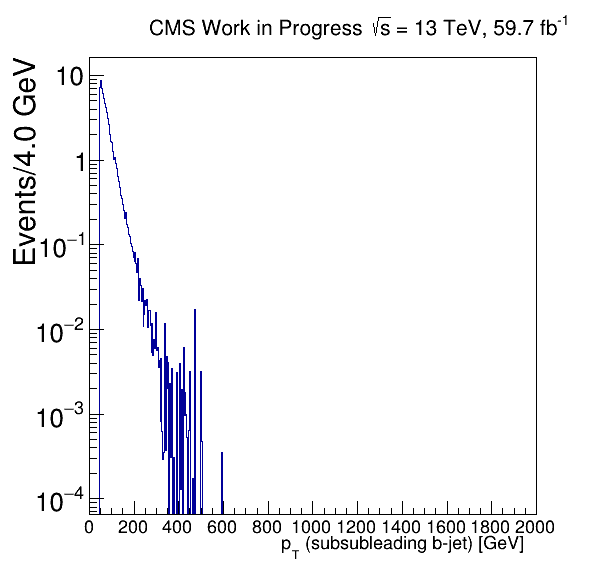 CMS Work in Progress √s = 13 TeV, 59.7 fb⁻¹
Events/4.0 GeV
10
1
10⁻¹
10⁻²
10⁻³
10⁻⁴
0 200 400 600 800 1000 1200 1400 1600 1800 2000
p_T (subsubleading b-jet) [GeV]